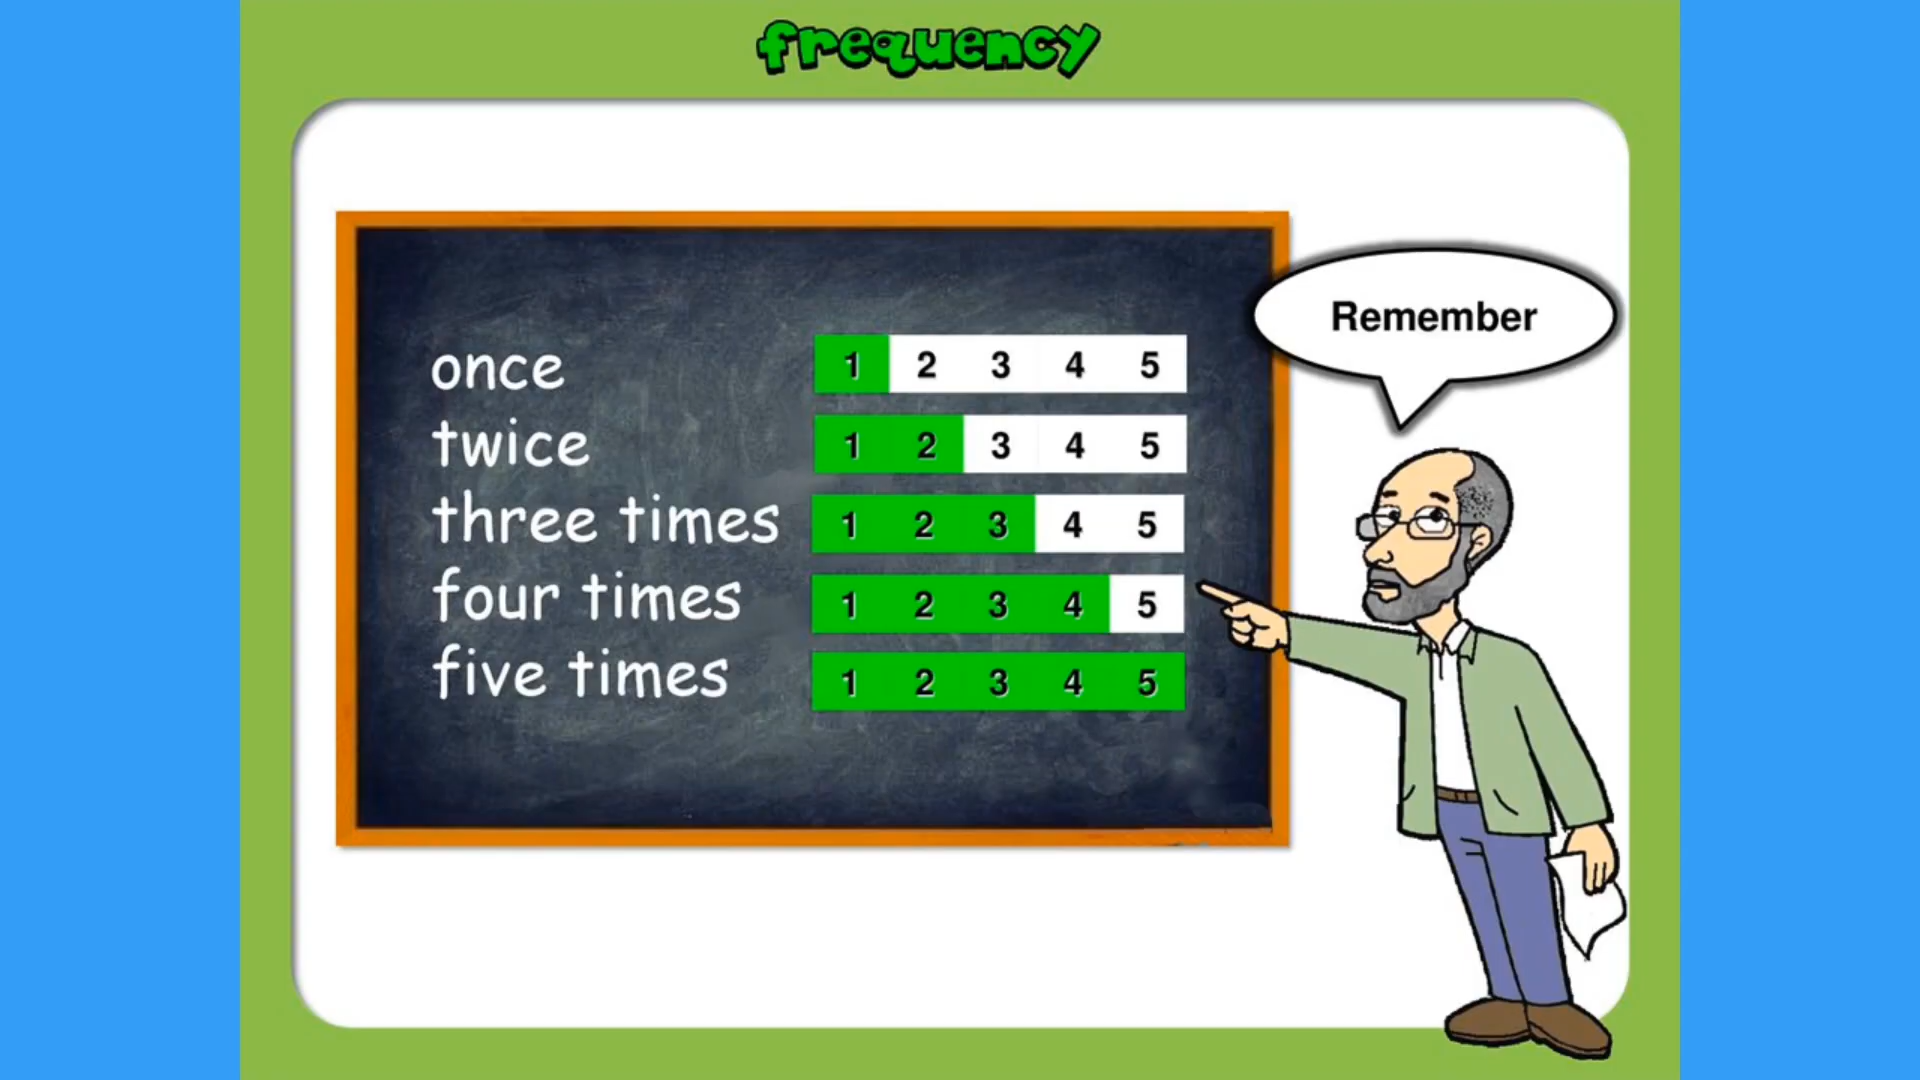 frequency
Remember
once 1 2 3 4 5
twice 1 2 3 4 5
three times 1 2 3 4 5
four times 1 2 3 4 5
five times 1 2 3 4 5